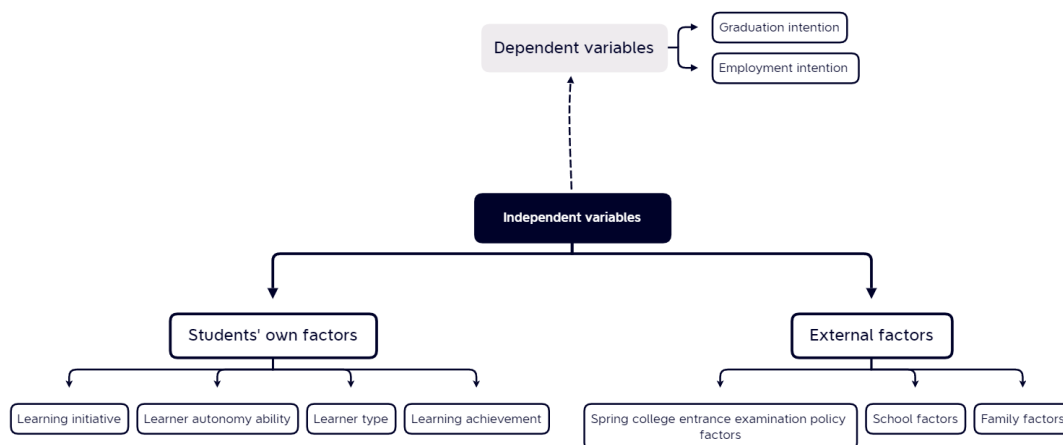 Graduation intention
Dependent variables
Employment intention
Independent variables
Students' own factors
External factors
Learning initiative
Learner autonomy ability
Learner type
Learning achievement
Spring college entrance examination policy
factors
School factors
Family factors